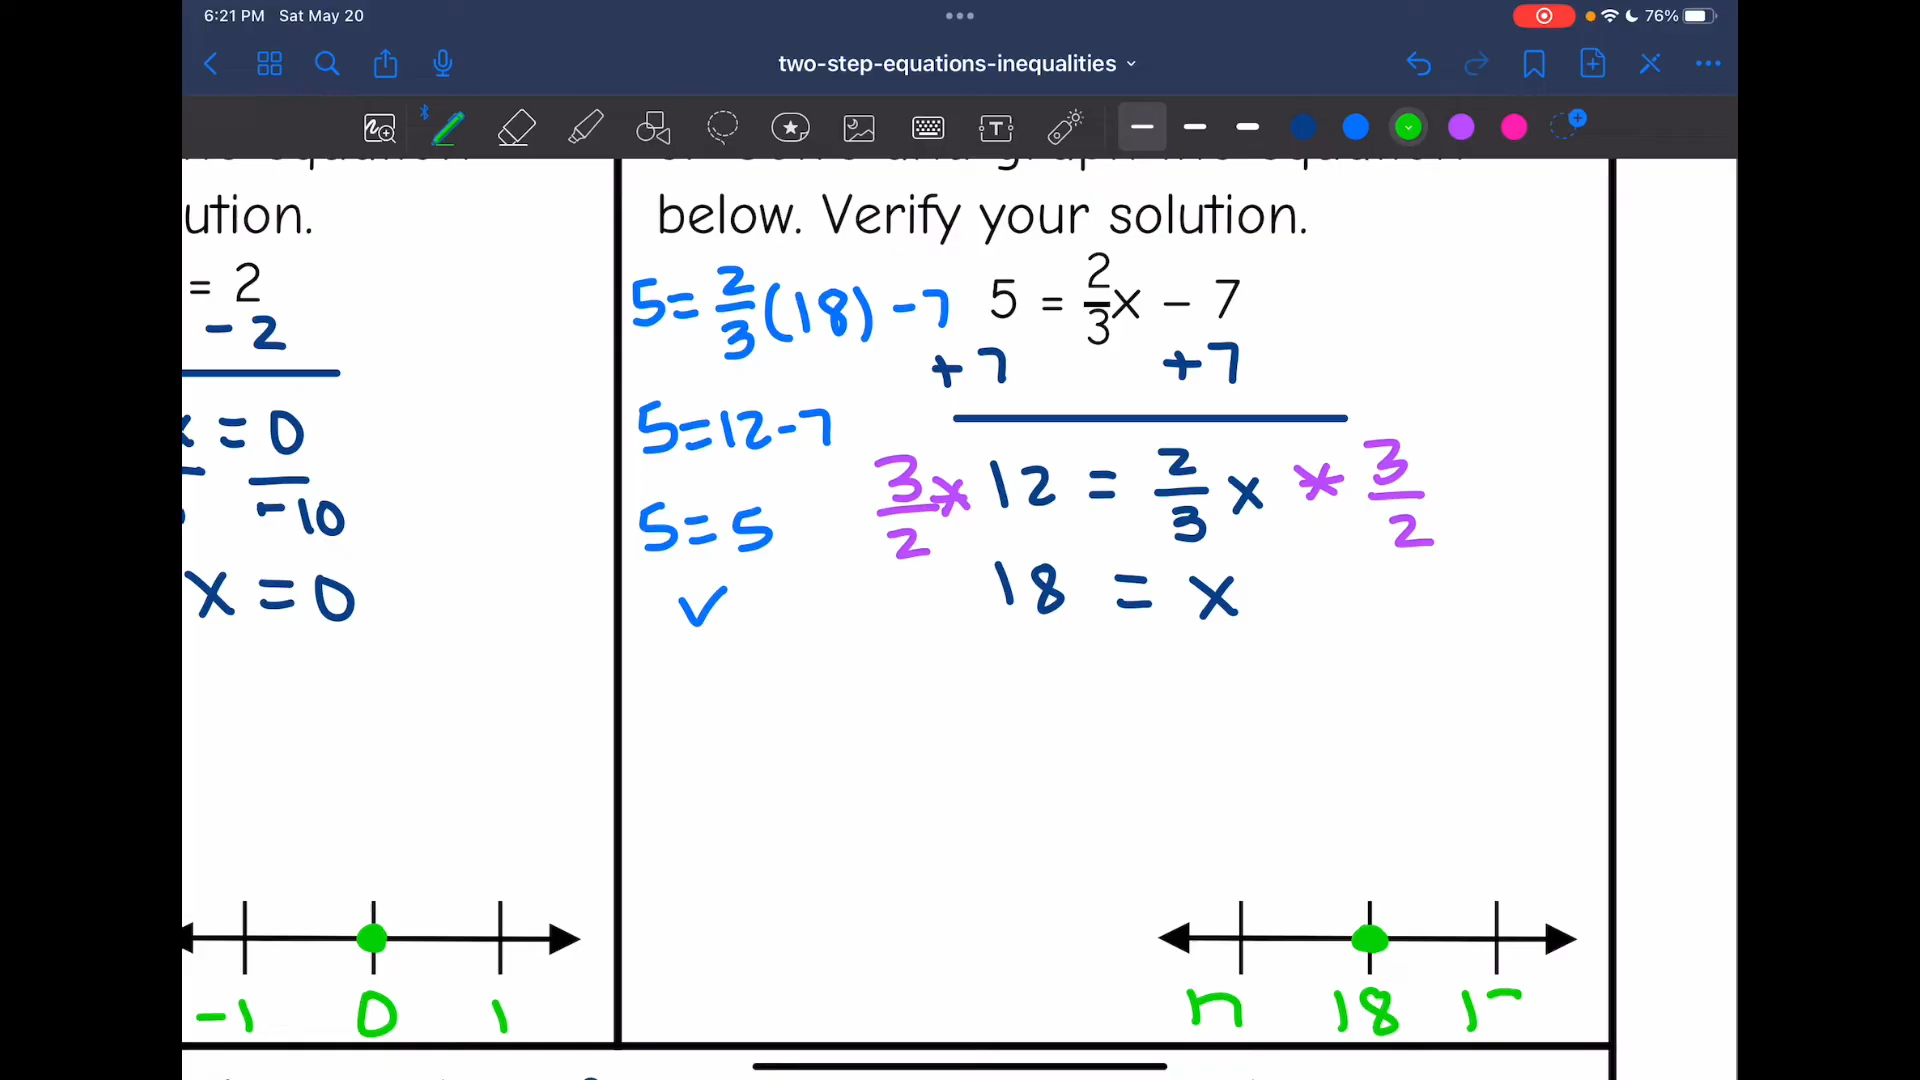 6:21 PM Sat May 20
76%
two-step-equations-inequalities
ution.
= 2
- 2
x = 0
-10
x = 0
-1 0 1
below. Verify your solution.
5 = 2/3 x - 7
+7 +7
3/2 * 12 = 2/3 x * 3/2
18 = x
5 = 2/3 (18) - 7
5 = 12 - 7
5 = 5
✓
17 18